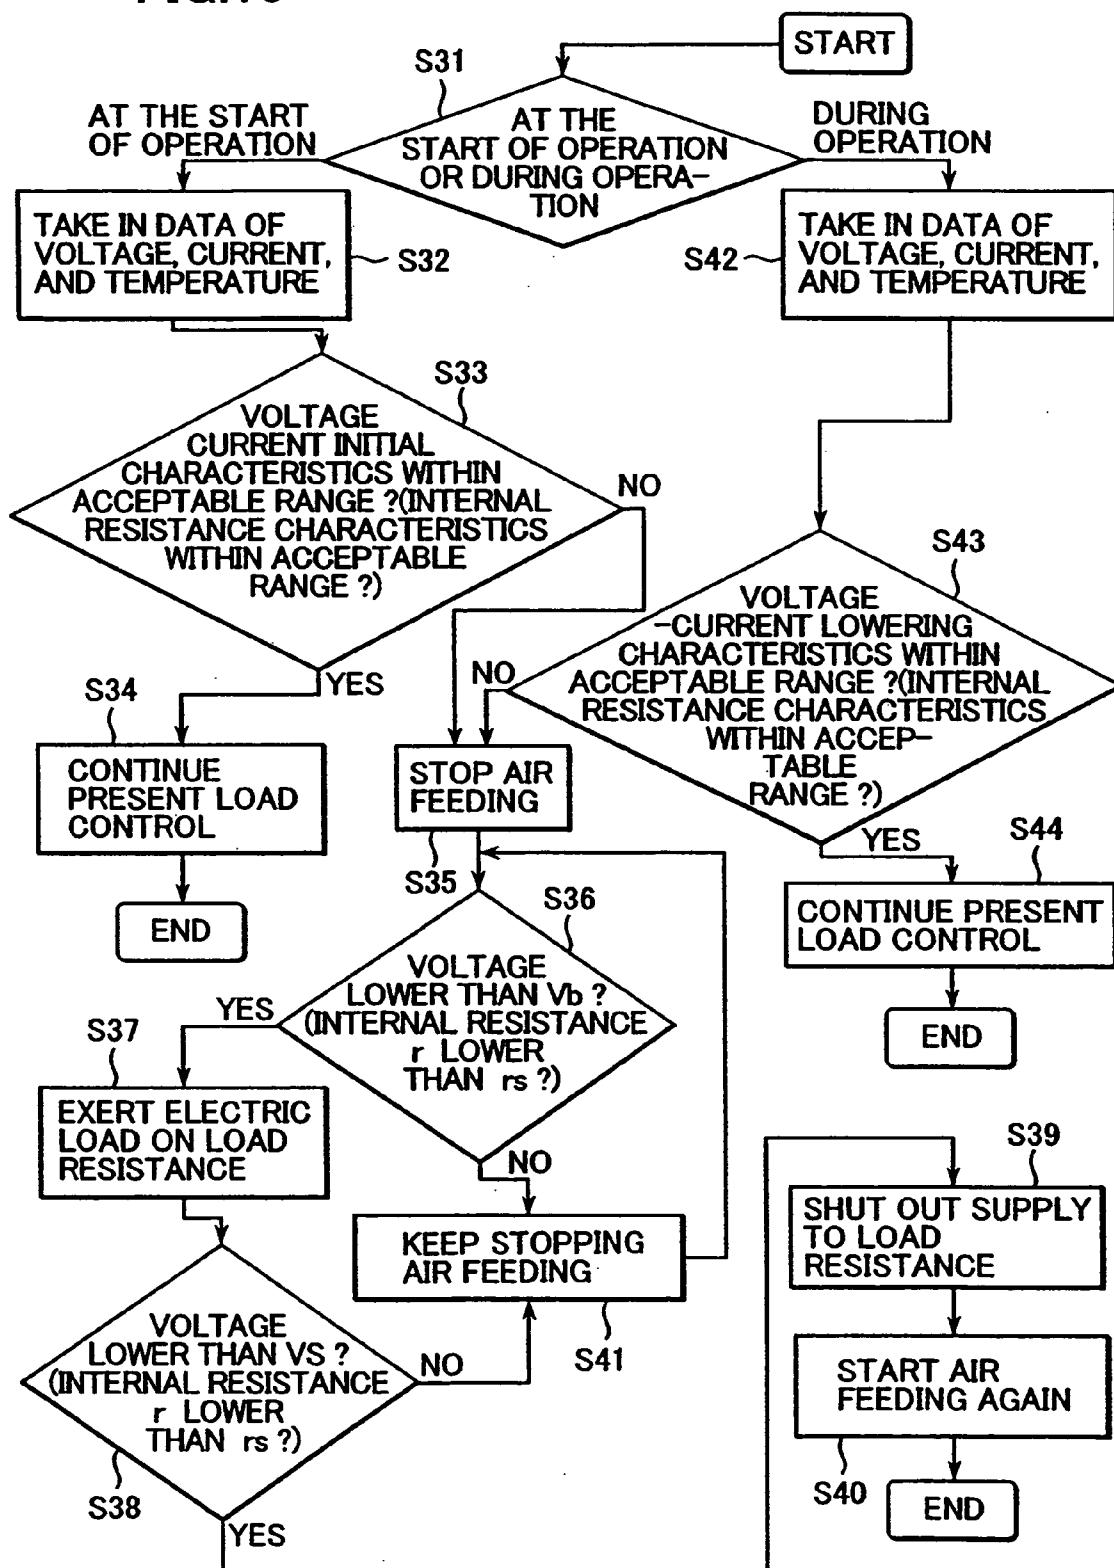 START
S31
AT THE START
OF OPERATION
AT THE
START OF OPERATION
OR DURING OPERA-
TION
DURING
OPERATION
TAKE IN DATA OF
VOLTAGE, CURRENT,
AND TEMPERATURE
S32
S42
TAKE IN DATA OF
VOLTAGE, CURRENT,
AND TEMPERATURE
S33
VOLTAGE
CURRENT INITIAL
CHARACTERISTICS WITHIN
ACCEPTABLE RANGE ?(INTERNAL
RESISTANCE CHARACTERISTICS
WITHIN ACCEPTABLE
RANGE ?)
NO
YES
S43
VOLTAGE
-CURRENT LOWERING
CHARACTERISTICS WITHIN
ACCEPTABLE RANGE ?(INTERNAL
RESISTANCE CHARACTERISTICS
WITHIN ACCEP-
TABLE
RANGE ?)
NO
YES
S34
CONTINUE
PRESENT LOAD
CONTROL
END
STOP AIR
FEEDING
S35
S44
CONTINUE PRESENT
LOAD CONTROL
END
S36
VOLTAGE
LOWER THAN Vb ?
(INTERNAL RESISTANCE
r LOWER
THAN rs ?)
YES
NO
S37
EXERT ELECTRIC
LOAD ON LOAD
RESISTANCE
KEEP STOPPING
AIR FEEDING
S41
VOLTAGE
LOWER THAN VS ?
(INTERNAL RESISTANCE
r LOWER
THAN rs ?)
NO
S38
YES
S39
SHUT OUT SUPPLY
TO LOAD
RESISTANCE
START AIR
FEEDING AGAIN
S40
END